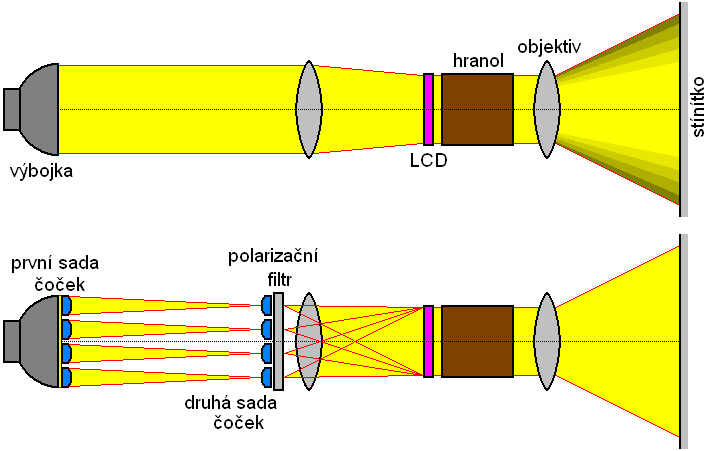 hranol
objektiv
výbojka
LCD
stínítko
první sada
čoček
polarizační
filtr
druhá sada
čoček